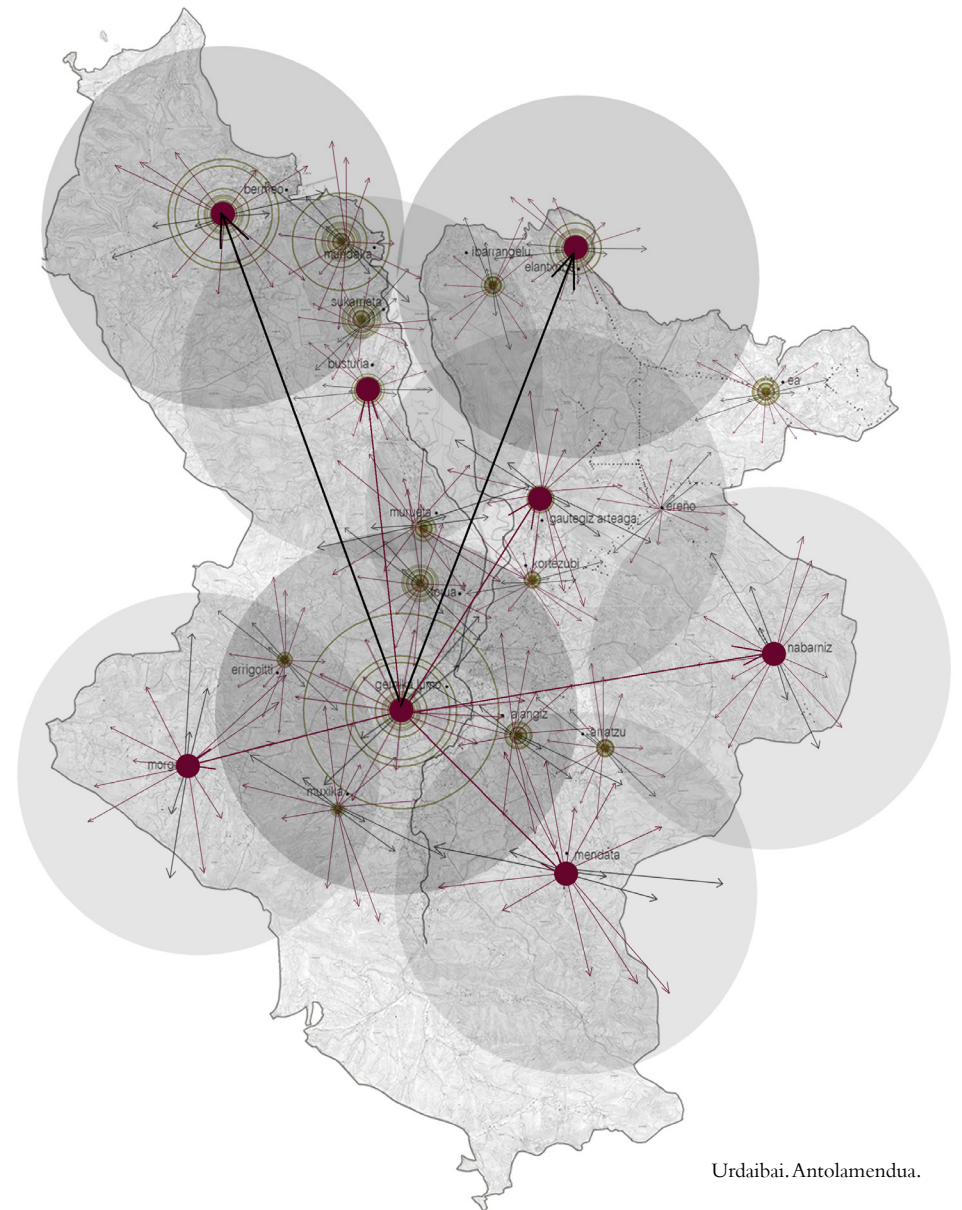 bermeo
mundaka
ibarrangelu
elantxobe
sukarrieta
busturia
ea
murueta
gautegiz arteaga
ereño
kortezubi
forua
nabarniz
errigoiti
ajangiz
arratzu
morga
muxika
mendata
Urdaibai. Antolamendua.